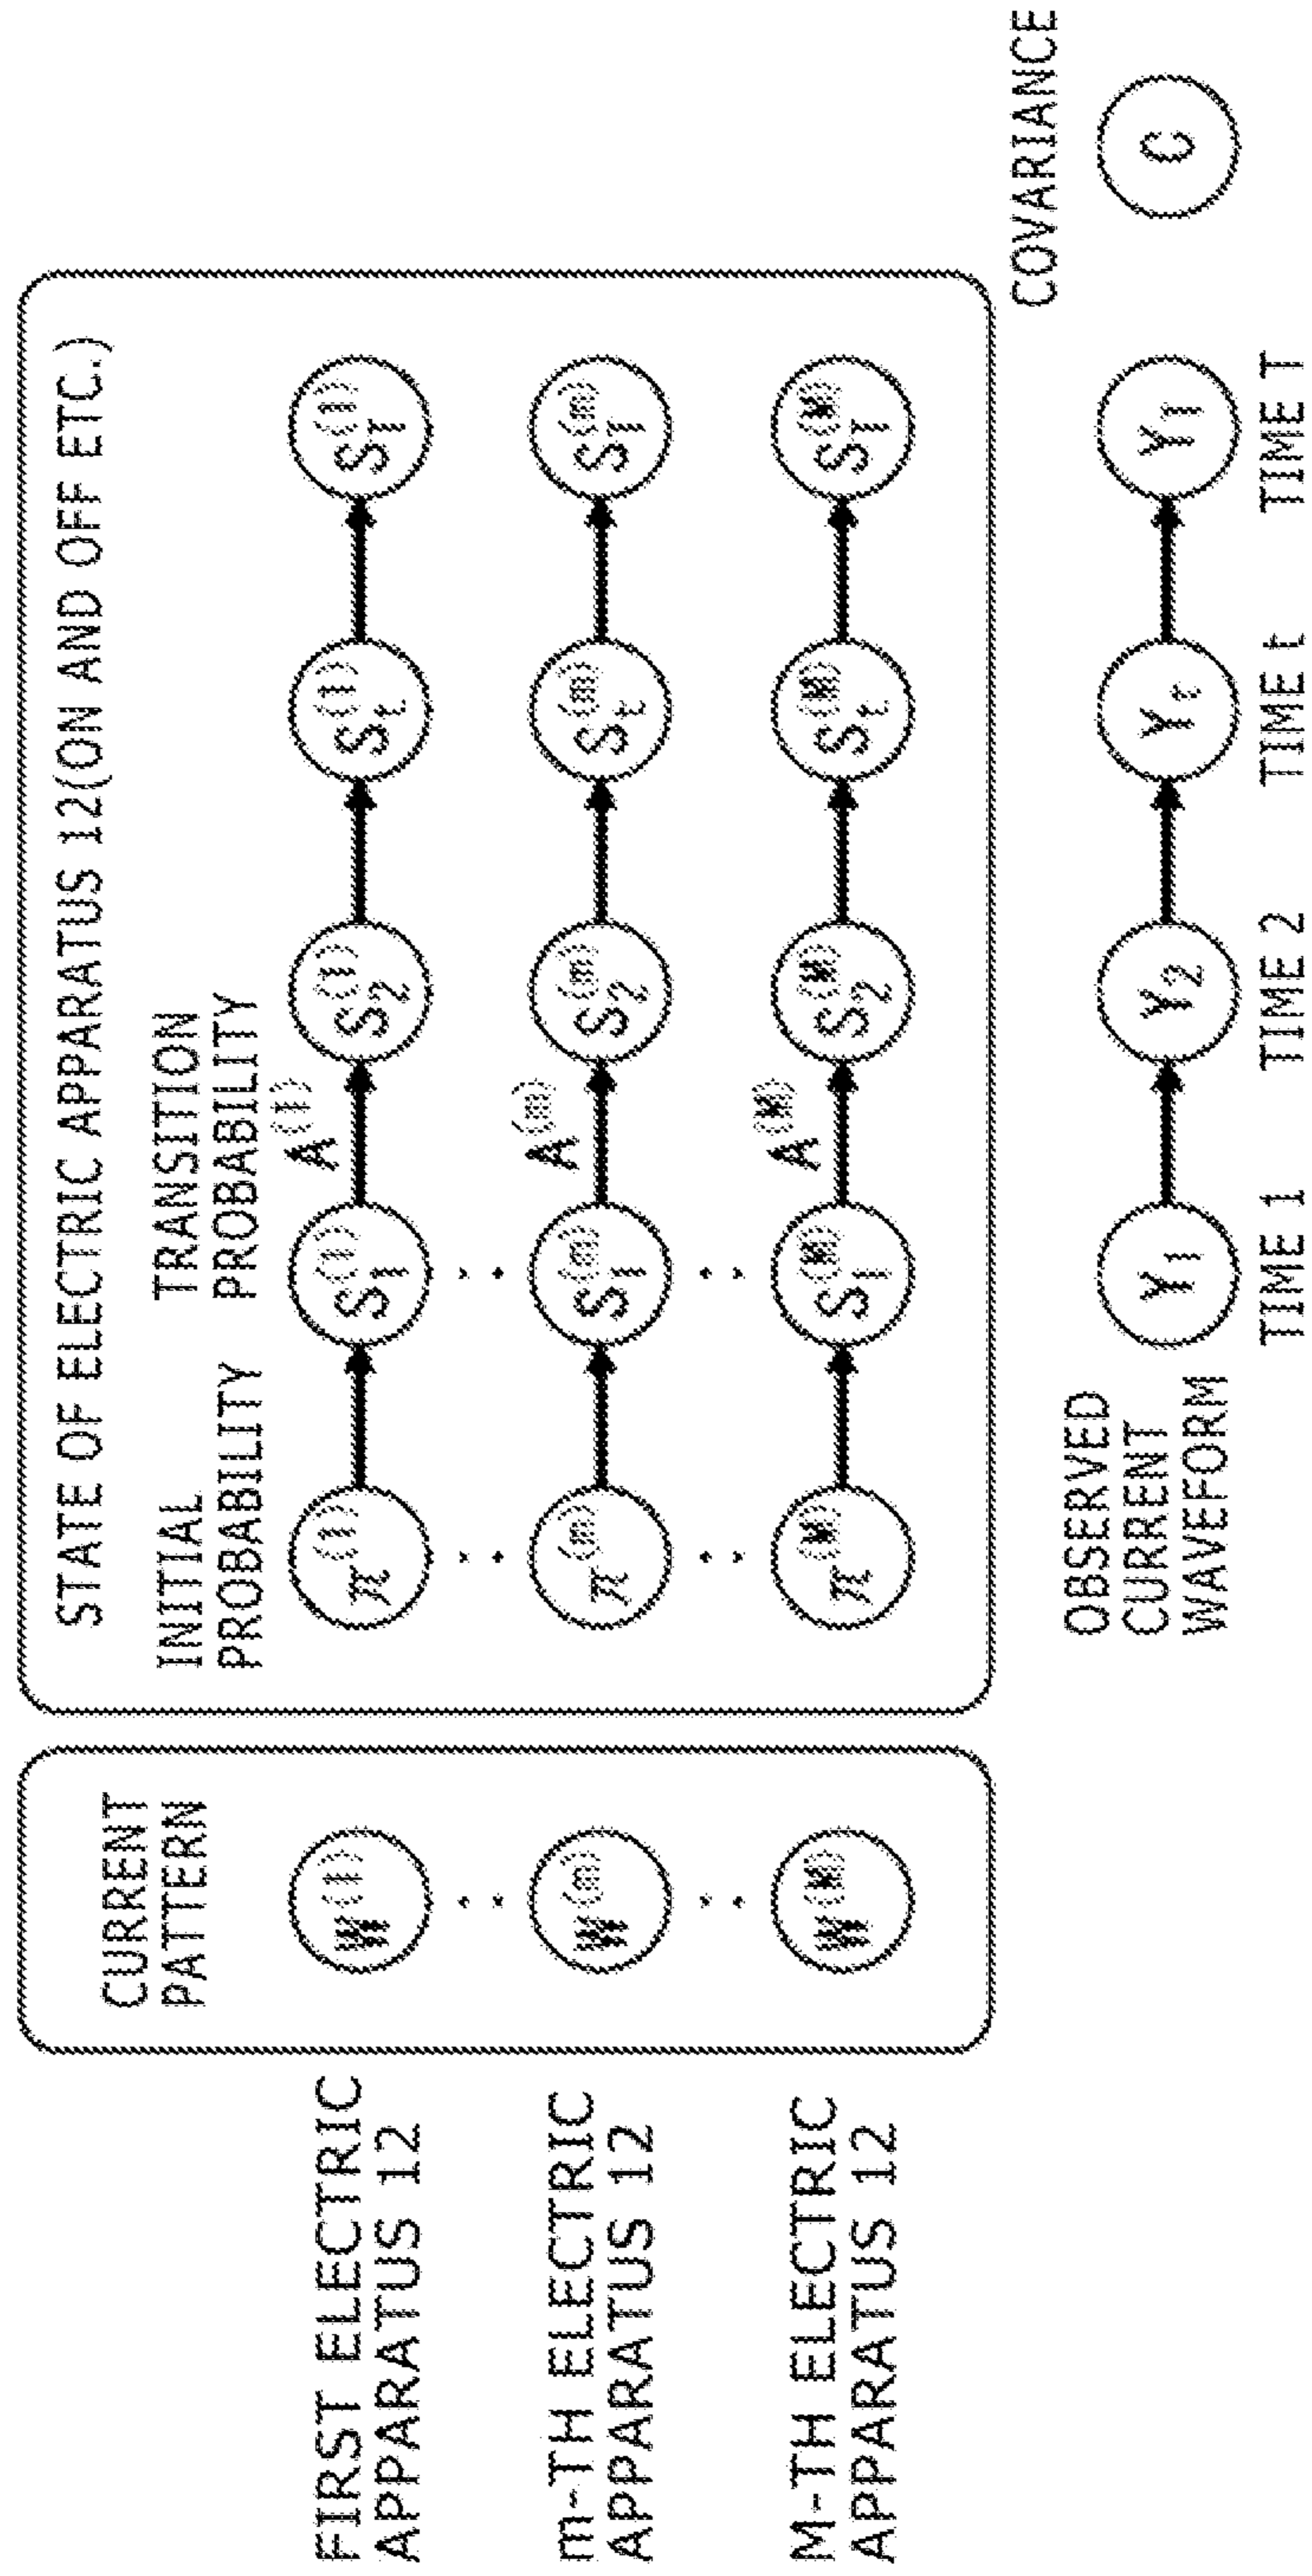 STATE OF ELECTRIC APPARATUS 12(ON AND OFF ETC.)
CURRENT
PATTERN
INITIAL
PROBABILITY
TRANSITION
PROBABILITY
FIRST ELECTRIC
APPARATUS 12
W(1)
π(1)
S1(1)
A(1)
S2(1)
St(1)
ST(1)
m-TH ELECTRIC
APPARATUS 12
W(m)
π(m)
S1(m)
A(m)
S2(m)
St(m)
ST(m)
M-TH ELECTRIC
APPARATUS 12
W(M)
π(M)
S1(M)
A(M)
S2(M)
St(M)
ST(M)
OBSERVED
CURRENT
WAVEFORM
Y1
Y2
Yt
YT
COVARIANCE
C
TIME 1
TIME 2
TIME t
TIME T